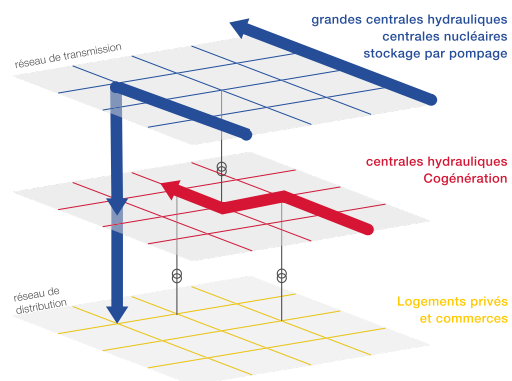 grandes centrales hydrauliques
centrales nucléaires
stockage par pompage
réseau de transmission
centrales hydrauliques
Cogénération
réseau de
distribution
Logements privés
et commerces